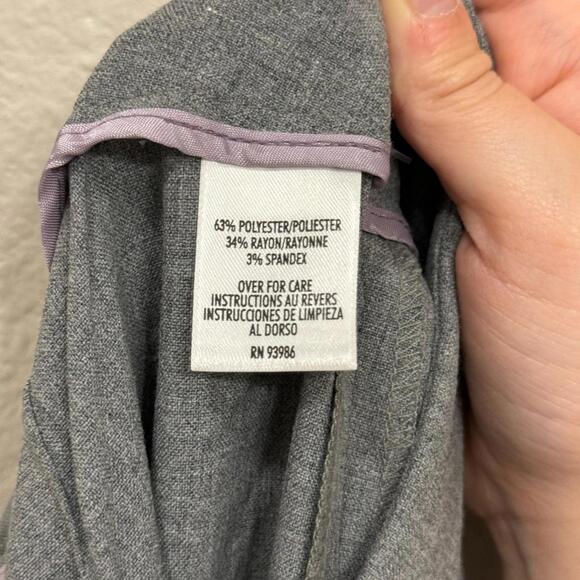 63% POLYESTER/POLIESTER
34% RAYON/RAYONNE
3% SPANDEX
OVER FOR CARE
INSTRUCTIONS AU REVERS
INSTRUCCIONES DE LIMPIEZA
AL DORSO
RN 93986